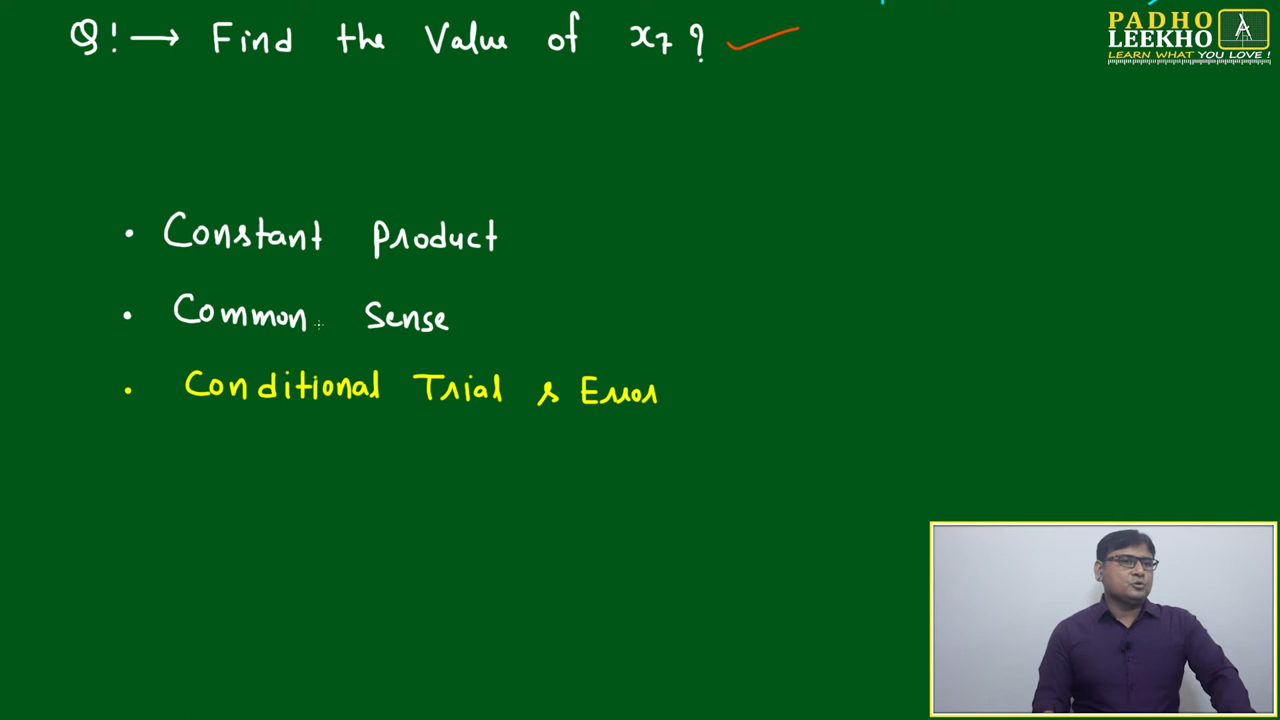 Q! → Find the Value of x₇ ?
PADHO
LEEKHO
LEARN WHAT YOU LOVE !
• Constant product
• Common Sense
• Conditional Trial & Error